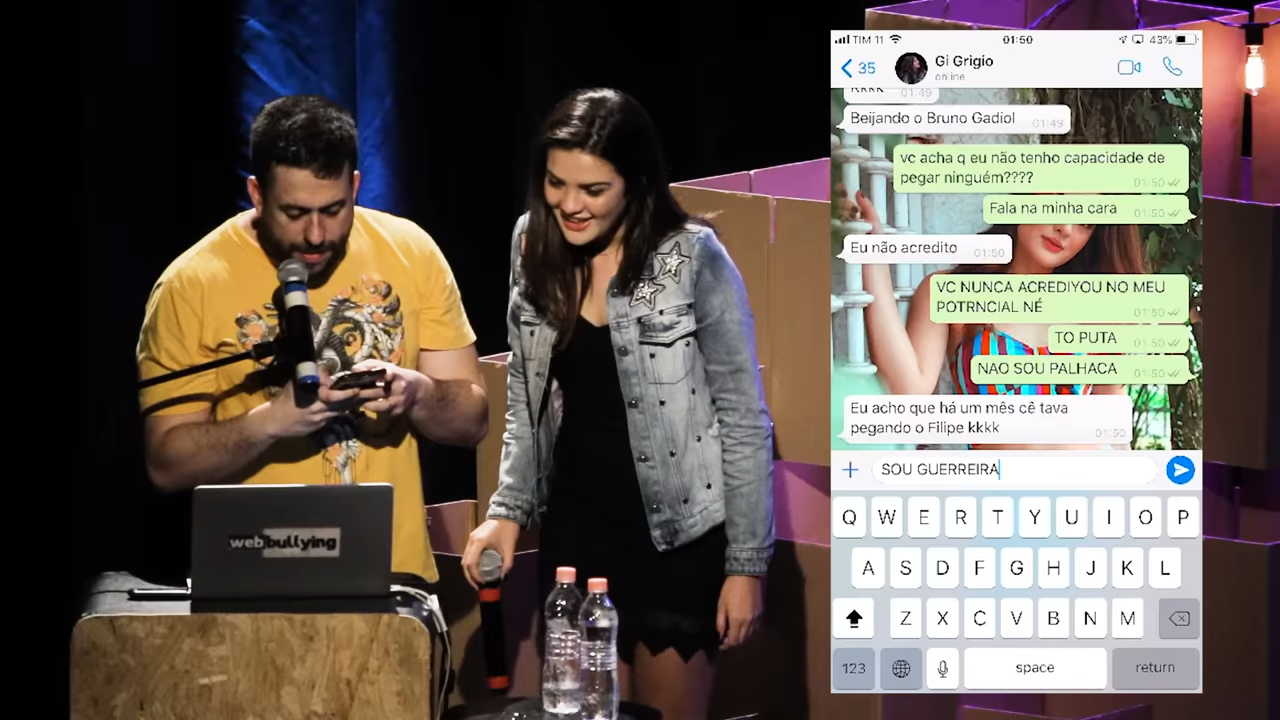 webbullying
TIM 11
01:50
43%
35
Gi Grigio
online
kkkk
01:49
Beijando o Bruno Gadiol
01:49
vc acha q eu não tenho capacidade de
pegar ninguém????
01:50
Fala na minha cara
01:50
Eu não acredito
01:50
VC NUNCA ACREDIYOU NO MEU
POTRNCIAL NÉ
01:50
TO PUTA
01:50
NAO SOU PALHACA
01:50
Eu acho que há um mês cê tava
pegando o Filipe kkkk
01:50
SOU GUERREIRA
Q W E R T Y U I O P
A S D F G H J K L
Z X C V B N M
123 space return